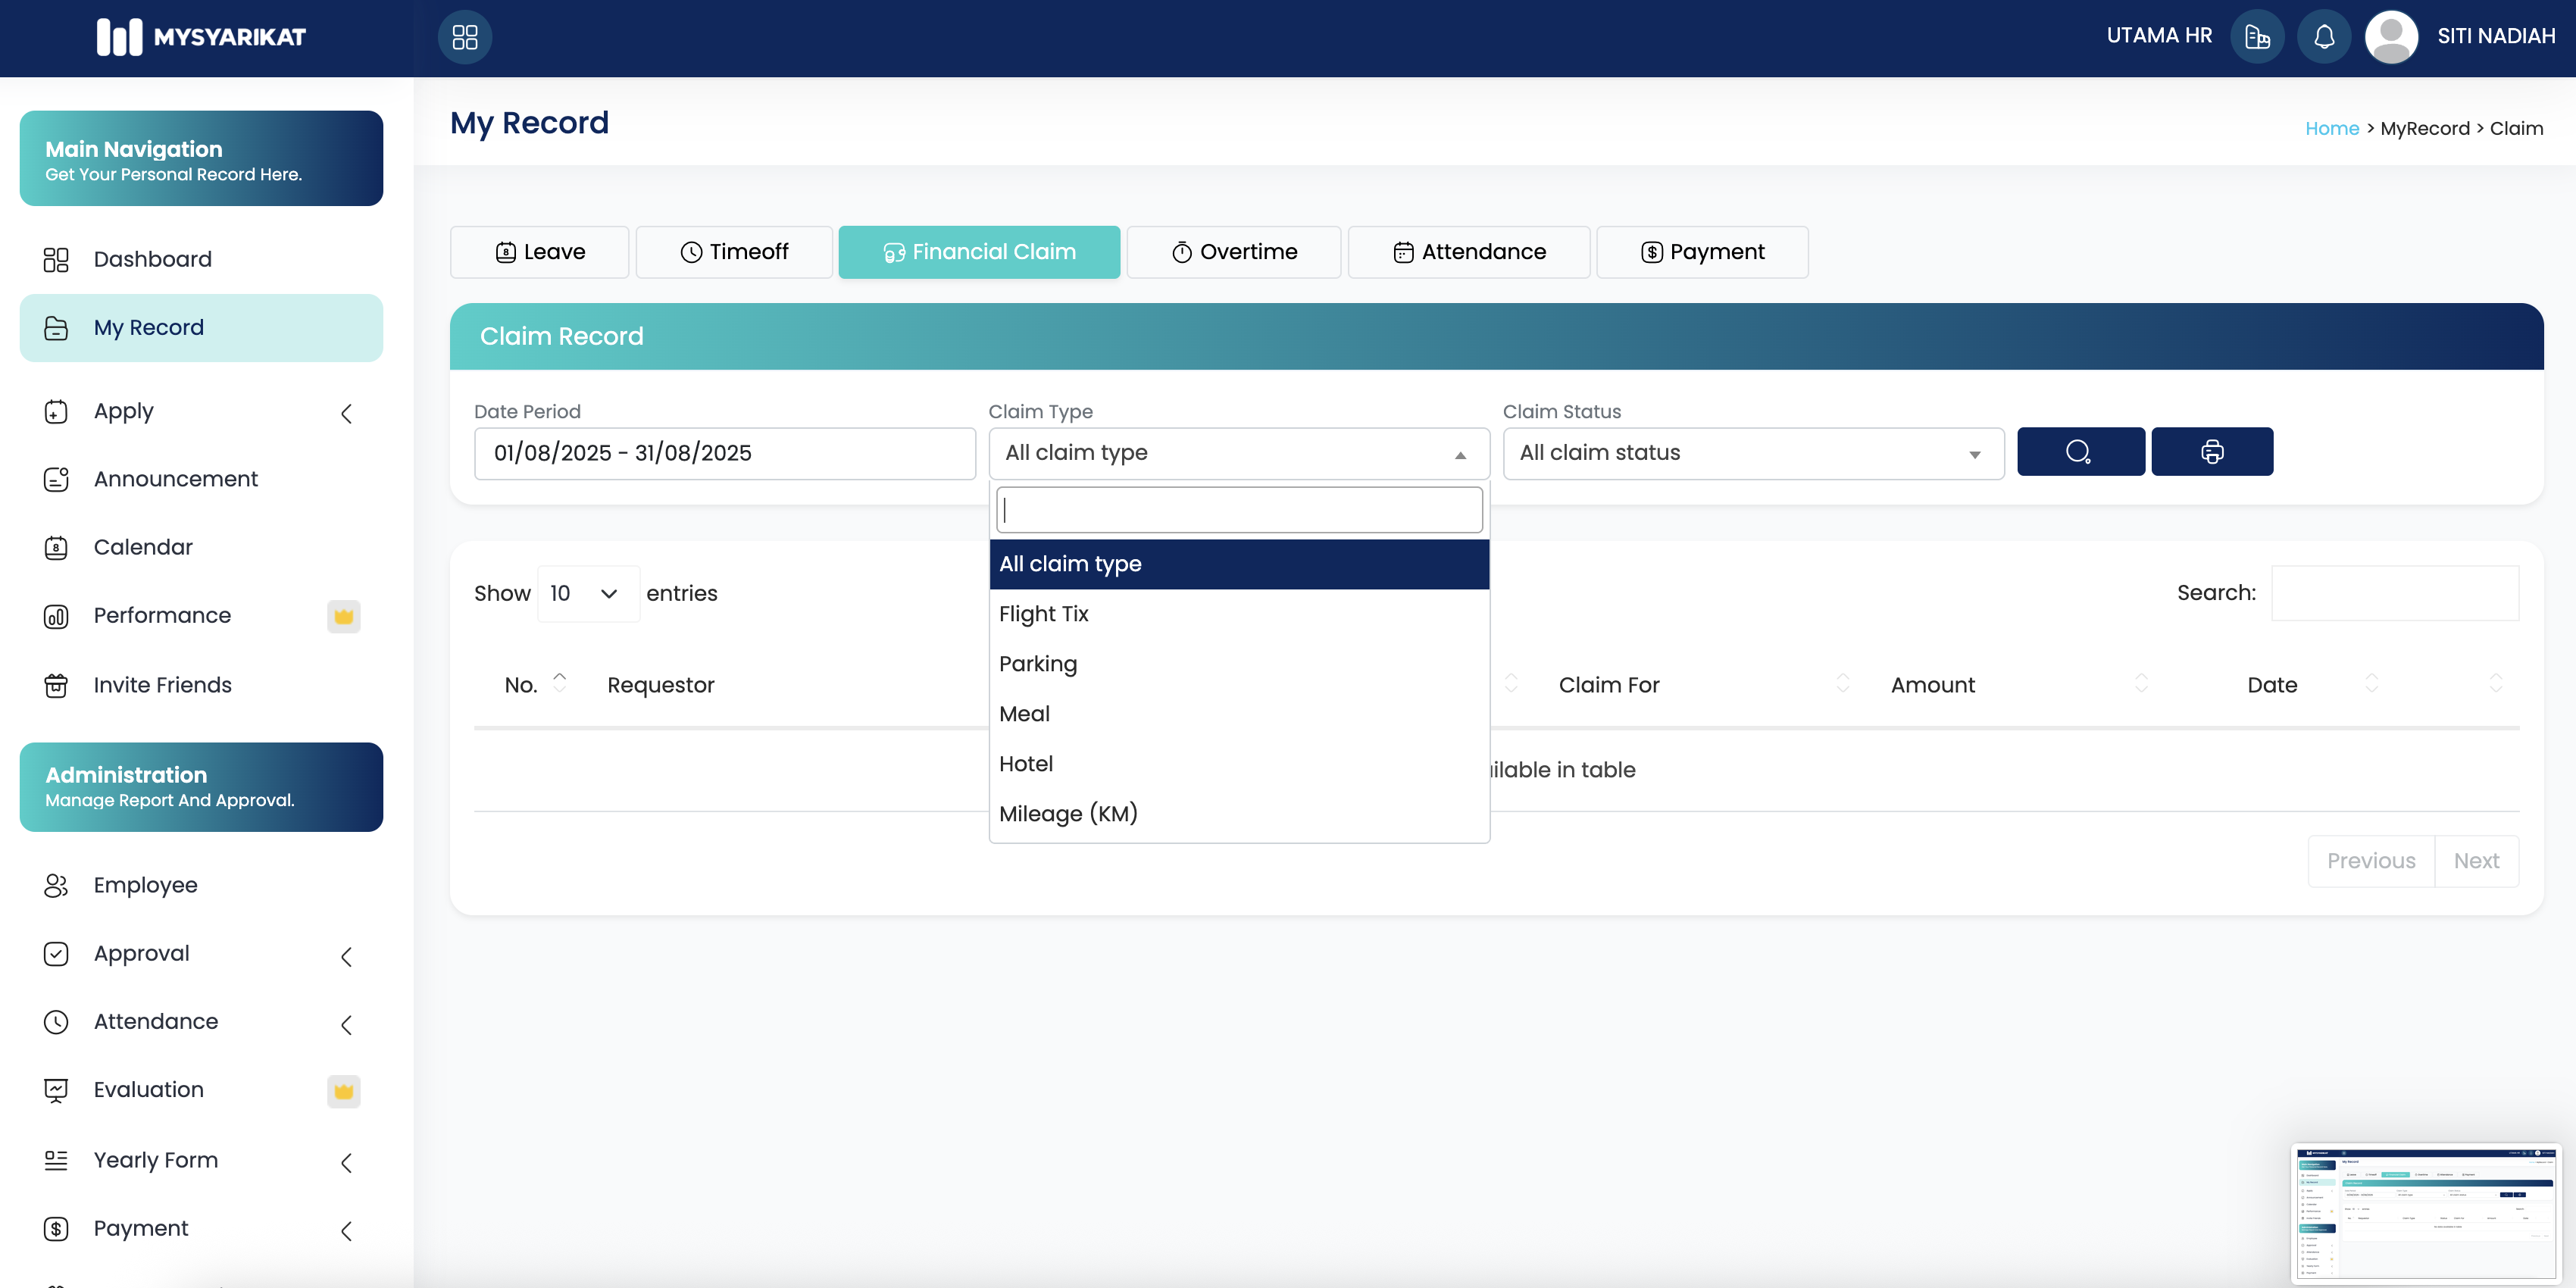 MYSYARIKAT
UTAMA HR
SITI NADIAH
Main Navigation
Get Your Personal Record Here.
Dashboard
My Record
Apply
Announcement
Calendar
Performance
Invite Friends
Administration
Manage Report And Approval.
Employee
Approval
Attendance
Evaluation
Yearly Form
Payment
My Record
Home > MyRecord > Claim
Leave
Timeoff
Financial Claim
Overtime
Attendance
Payment
Claim Record
Date Period
Claim Type
Claim Status
01/08/2025 - 31/08/2025
All claim type
All claim status
All claim type
Flight Tix
Parking
Meal
Hotel
Mileage (KM)
Show 10 entries
Search:
No.
Requestor
Claim For
Amount
Date
in table
Previous
Next